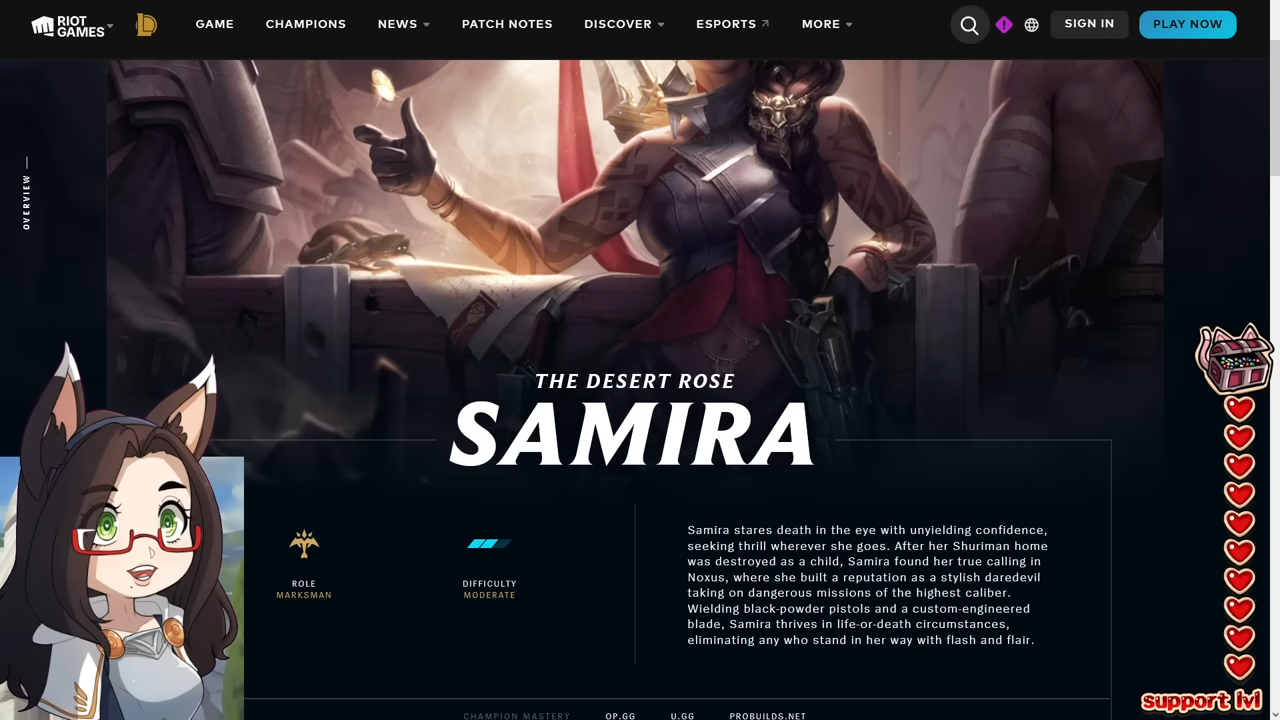 RIOT GAMES
GAME
CHAMPIONS
NEWS
PATCH NOTES
DISCOVER
ESPORTS
MORE
SIGN IN
PLAY NOW
OVERVIEW
THE DESERT ROSE
SAMIRA
ROLE
MARKSMAN
DIFFICULTY
MODERATE
Samira stares death in the eye with unyielding confidence,
seeking thrill wherever she goes. After her Shuriman home
was destroyed as a child, Samira found her true calling in
Noxus, where she built a reputation as a stylish daredevil
taking on dangerous missions of the highest caliber.
Wielding black-powder pistols and a custom-engineered
blade, Samira thrives in life-or-death circumstances,
eliminating any who stand in her way with flash and flair.
CHAMPION MASTERY
OP.GG
U.GG
PROBUILDS.NET
support lvl